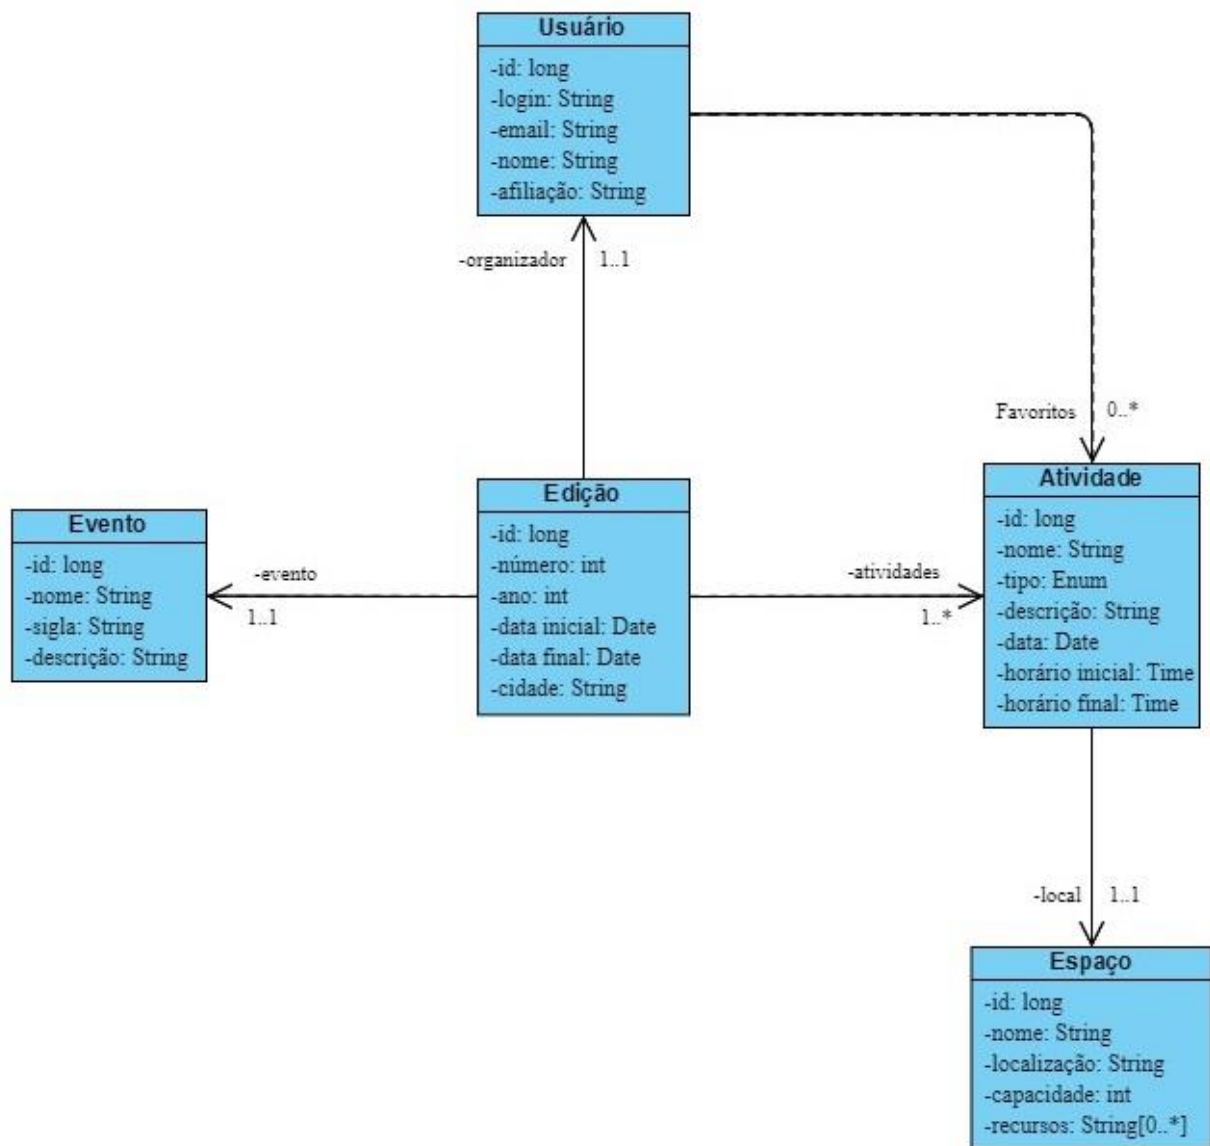 Usuário
-id: long
-login: String
-email: String
-nome: String
-afiliação: String
-organizador
1..1
Favoritos
0..*
Evento
-id: long
-nome: String
-sigla: String
-descrição: String
-evento
1..1
Edição
-id: long
-número: int
-ano: int
-data inicial: Date
-data final: Date
-cidade: String
-atividades
1..*
Atividade
-id: long
-nome: String
-tipo: Enum
-descrição: String
-data: Date
-horário inicial: Time
-horário final: Time
-local
1..1
Espaço
-id: long
-nome: String
-localização: String
-capacidade: int
-recursos: String[0..*]